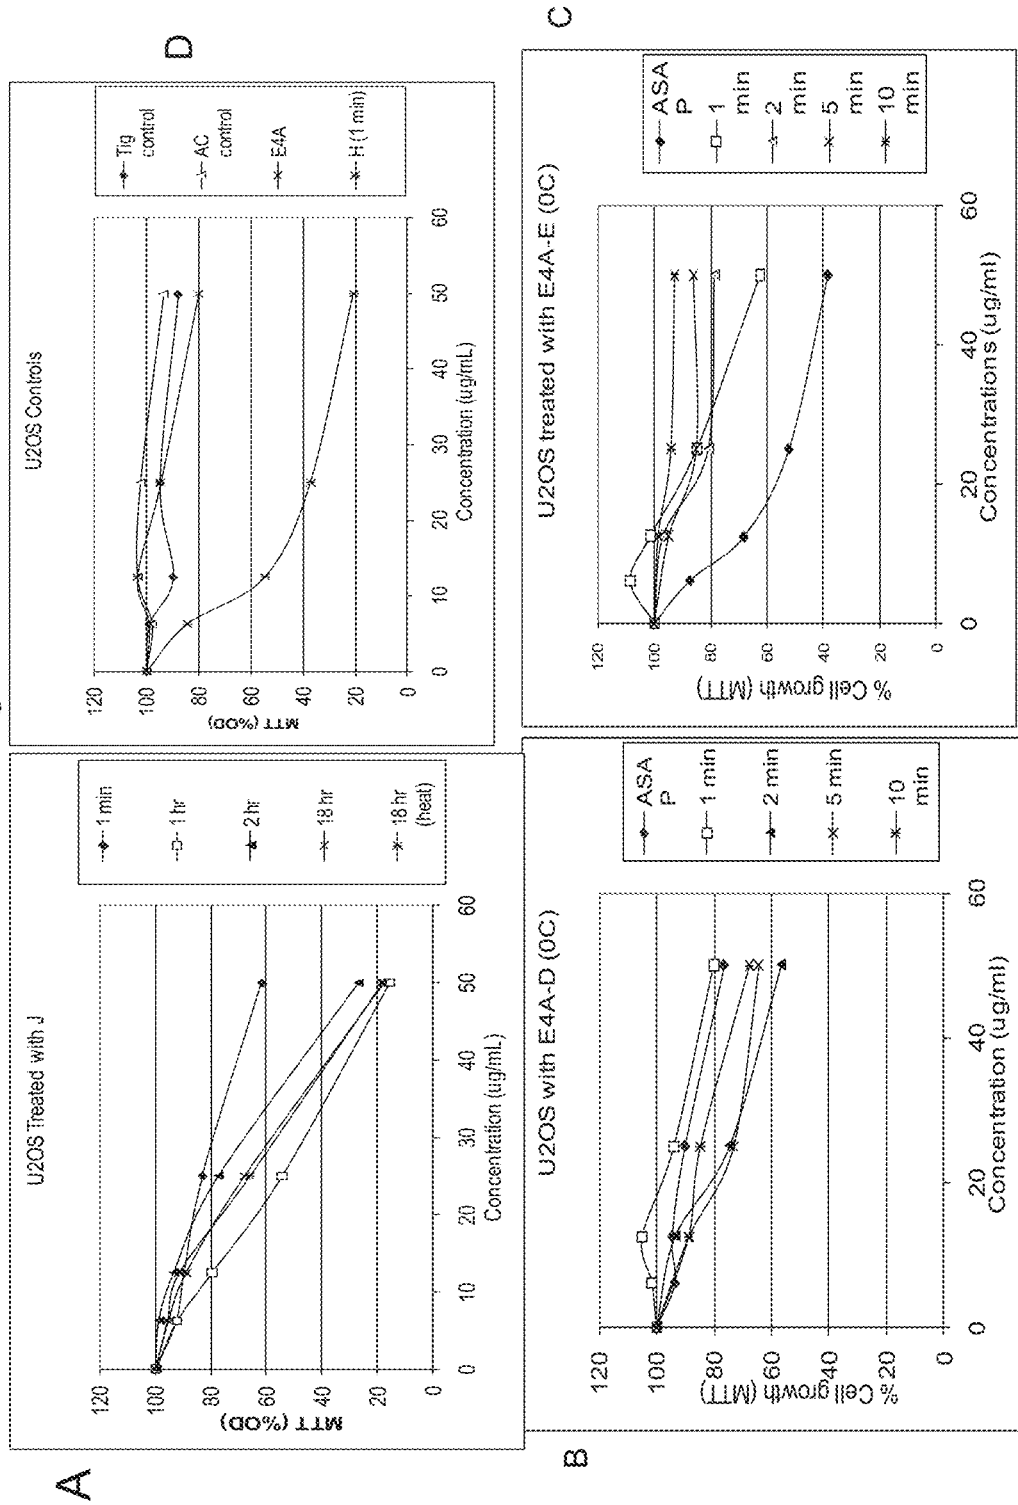 A
U2OS Treated with J
MTT (%OD)
120
100
80
60
40
20
0
0
10
20
30
40
50
60
Concentration (ug/mL)
1 min
1 hr
2 hr
18 hr
18 hr
(heat)
D
U2OS Controls
MTT (%OD)
120
100
80
60
40
20
0
0
10
20
30
40
50
60
Concentration (ug/mL)
Tig
control
AC
control
E4A
H (1 min)
B
U2OS with E4A-D (0C)
% Cell growth (MTT)
120
100
80
60
40
20
0
0
20
40
60
Concentration (ug/ml)
ASA
P
1 min
2 min
5 min
10
min
C
U2OS treated with E4A-E (0C)
% Cell growth (MTT)
120
100
80
60
40
20
0
0
20
40
60
Concentrations (ug/ml)
ASA
P
1
min
2
min
5
min
10
min